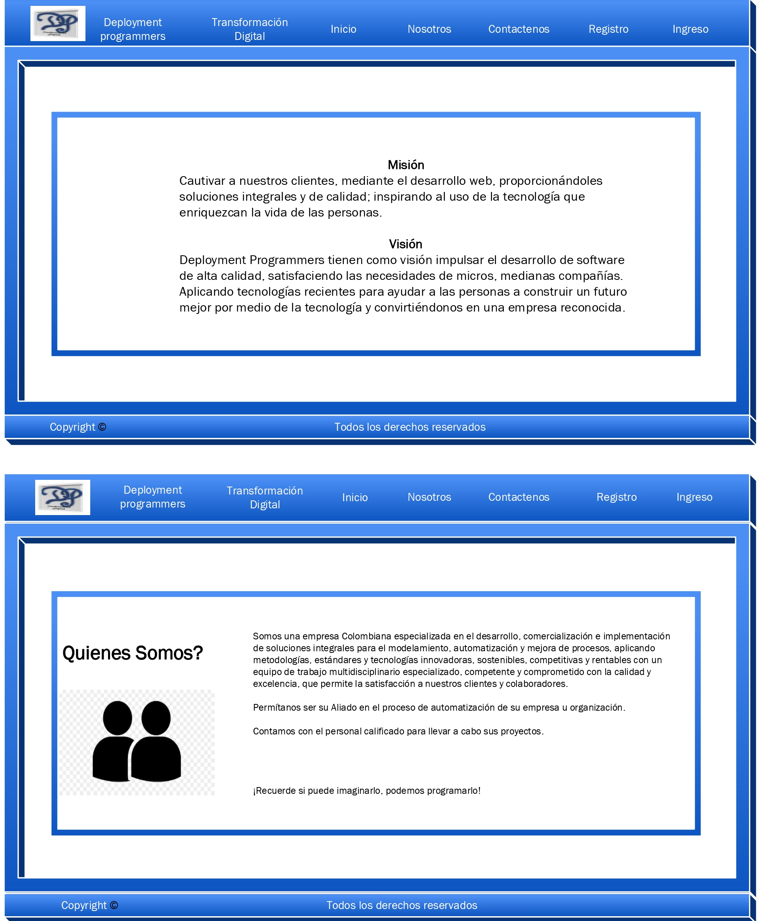 Deployment
programmers
Transformación
Digital
Inicio
Nosotros
Contactenos
Registro
Ingreso
Misión
Cautivar a nuestros clientes, mediante el desarrollo web, proporcionándoles
soluciones integrales y de calidad; inspirando al uso de la tecnología que
enriquezcan la vida de las personas.
Visión
Deployment Programmers tienen como visión impulsar el desarrollo de software
de alta calidad, satisfaciendo las necesidades de micros, medianas compañías.
Aplicando tecnologías recientes para ayudar a las personas a construir un futuro
mejor por medio de la tecnología y convirtiéndonos en una empresa reconocida.
Copyright ©
Todos los derechos reservados
Deployment
programmers
Transformación
Digital
Inicio
Nosotros
Contactenos
Registro
Ingreso
Quienes Somos?
Somos una empresa Colombiana especializada en el desarrollo, comercialización e implementación
de soluciones integrales para el modelamiento, automatización y mejora de procesos, aplicando
metodologías, estándares y tecnologías innovadoras, sostenibles, competitivas y rentables con un
equipo de trabajo multidisciplinario especializado, competente y comprometido con la calidad y
excelencia, que permite la satisfacción a nuestros clientes y colaboradores.
Permítanos ser su Aliado en el proceso de automatización de su empresa u organización.
Contamos con el personal calificado para llevar a cabo sus proyectos.
¡Recuerde si puede imaginarlo, podemos programarlo!
Copyright ©
Todos los derechos reservados